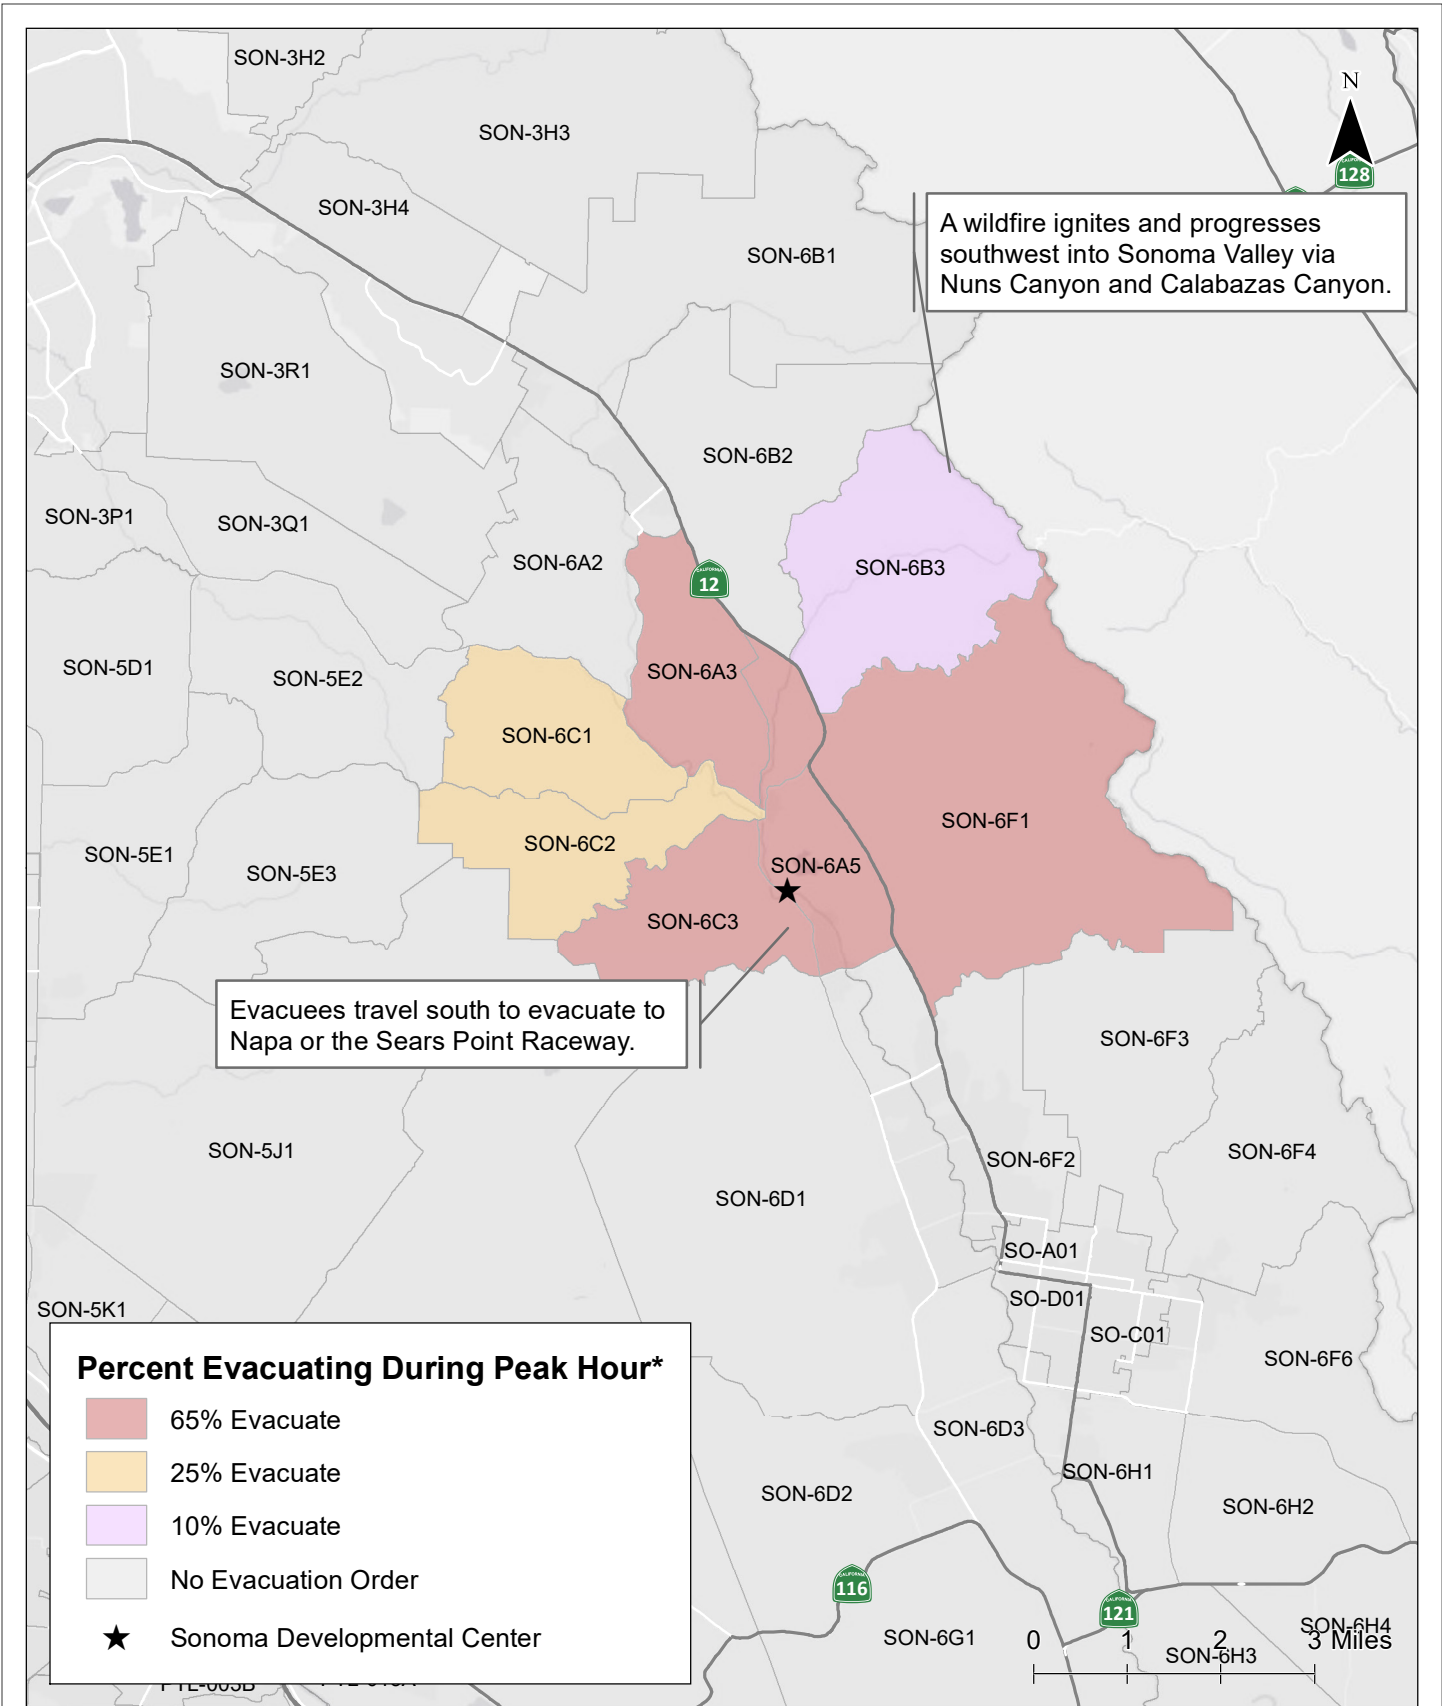 SON-3H2
SON-3H3
N
CALIFORNIA
128
SON-3H4
A wildfire ignites and progresses
southwest into Sonoma Valley via
Nuns Canyon and Calabazas Canyon.
SON-6B1
SON-3R1
SON-6B2
SON-3P1
SON-3Q1
SON-6A2
CALIFORNIA
12
SON-6B3
SON-5D1
SON-5E2
SON-6A3
SON-6C1
SON-6F1
SON-5E1
SON-5E3
SON-6C2
SON-6A5
SON-6C3
Evacuees travel south to evacuate to
Napa or the Sears Point Raceway.
SON-6F3
SON-5J1
SON-6D1
SON-6F2
SON-6F4
SO-A01
SO-D01
SO-C01
SON-5K1
SON-6F6
Percent Evacuating During Peak Hour*
65% Evacuate
25% Evacuate
10% Evacuate
No Evacuation Order
Sonoma Developmental Center
SON-6D3
SON-6H1
SON-6D2
SON-6H2
CALIFORNIA
116
CALIFORNIA
121
SON-6G1
SON-6H4
SON-6H3
0 1 2 3 Miles